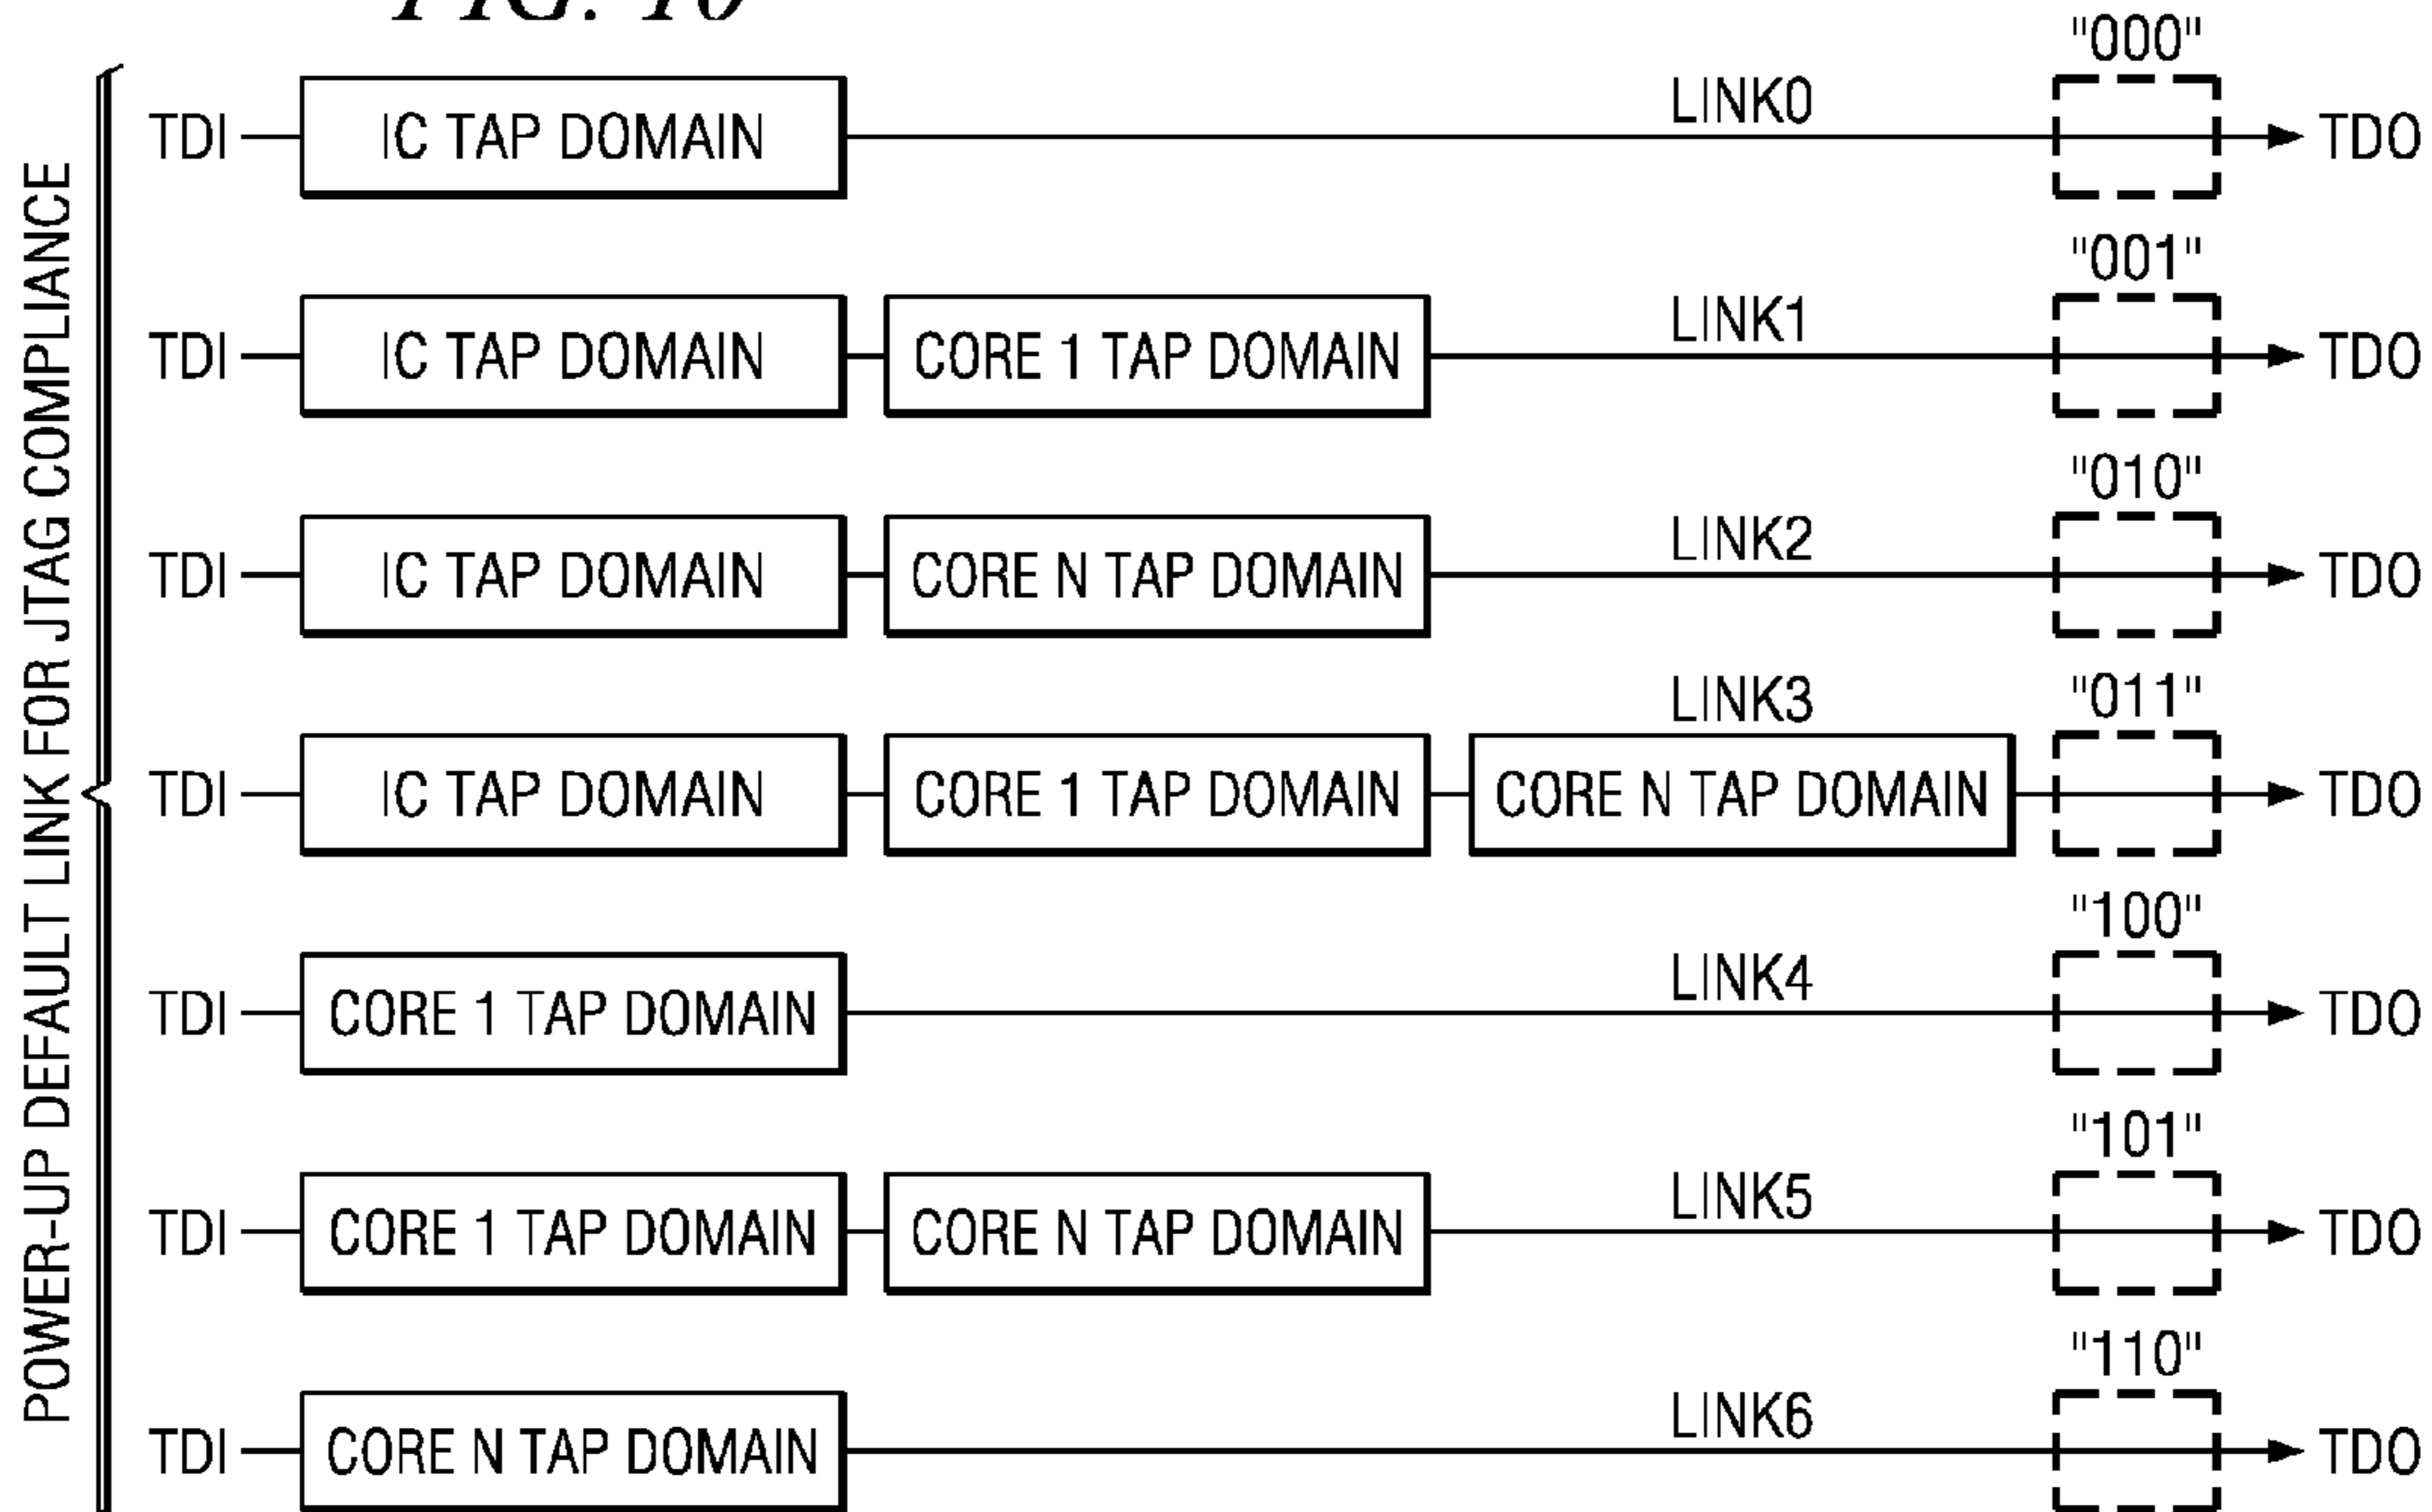 FIG. 10
POWER-UP DEFAULT LINK FOR JTAG COMPLIANCE
"000"
TDI IC TAP DOMAIN LINK0 TDO
"001"
TDI IC TAP DOMAIN CORE 1 TAP DOMAIN LINK1 TDO
"010"
TDI IC TAP DOMAIN CORE N TAP DOMAIN LINK2 TDO
"011"
LINK3
TDI IC TAP DOMAIN CORE 1 TAP DOMAIN CORE N TAP DOMAIN TDO
"100"
TDI CORE 1 TAP DOMAIN LINK4 TDO
"101"
TDI CORE 1 TAP DOMAIN CORE N TAP DOMAIN LINK5 TDO
"110"
TDI CORE N TAP DOMAIN LINK6 TDO